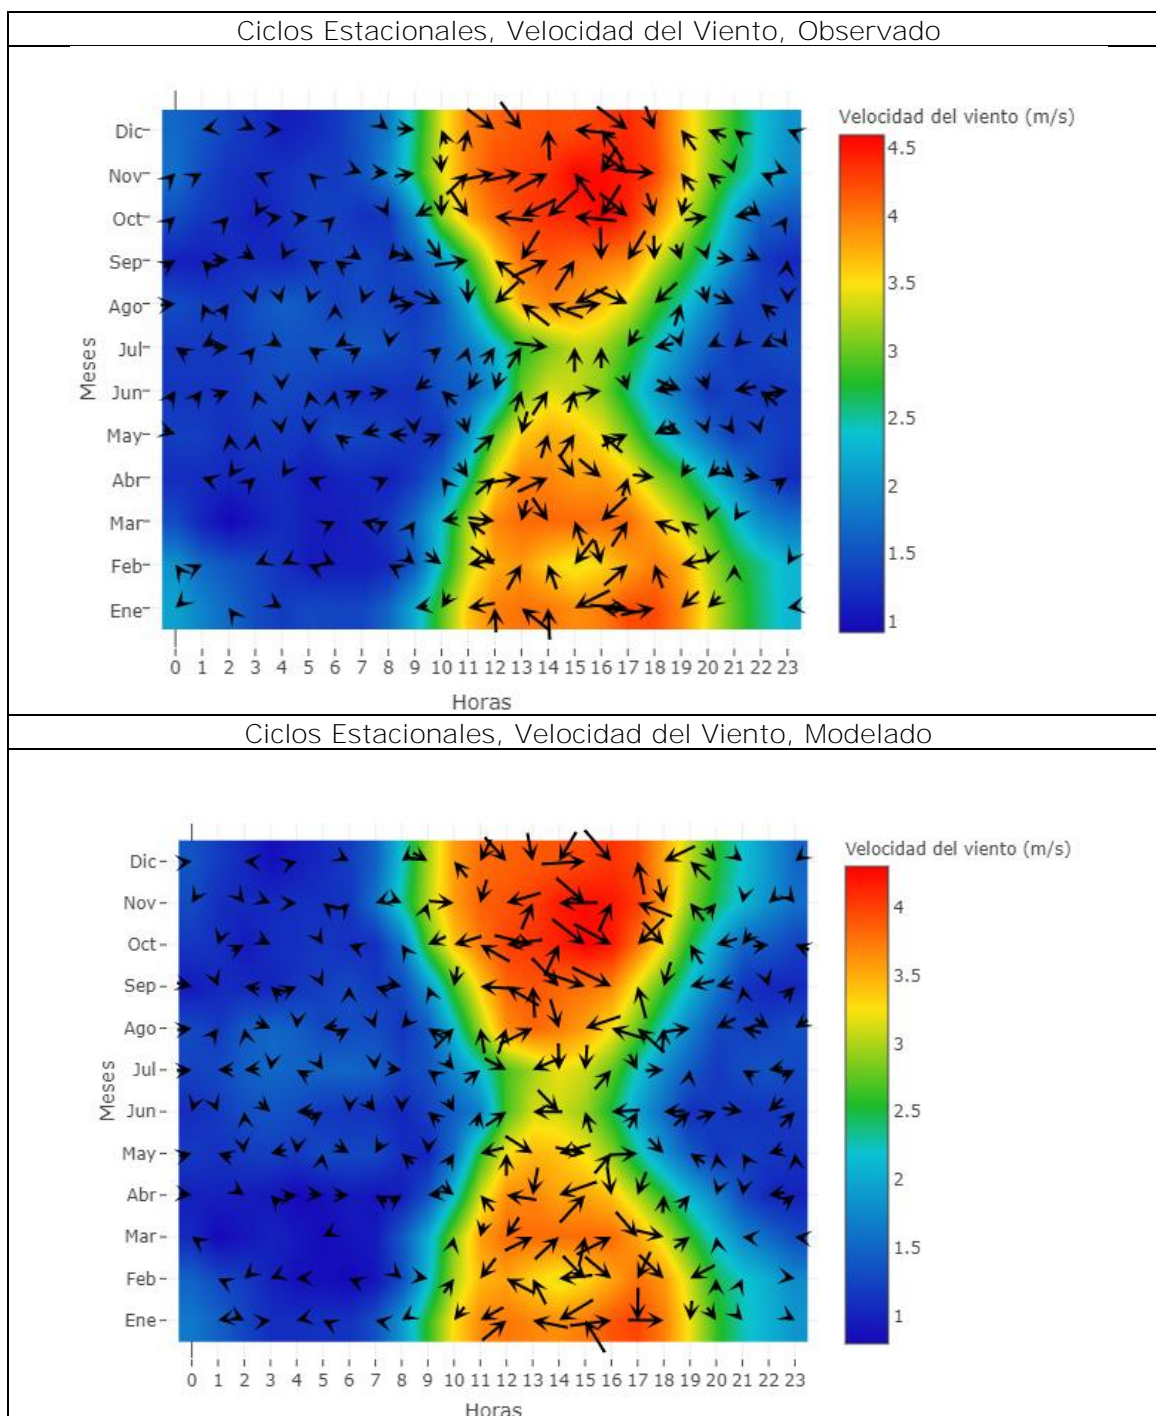 Ciclos Estacionales, Velocidad del Viento, Observado
Velocidad del viento (m/s)
4.5
4
3.5
3
2.5
2
1.5
1
Meses
Dic
Nov
Oct
Sep
Ago
Jul
Jun
May
Abr
Mar
Feb
Ene
0 1 2 3 4 5 6 7 8 9 10 11 12 13 14 15 16 17 18 19 20 21 22 23
Horas
Ciclos Estacionales, Velocidad del Viento, Modelado
Velocidad del viento (m/s)
4
3.5
3
2.5
2
1.5
1
Meses
Dic
Nov
Oct
Sep
Ago
Jul
Jun
May
Abr
Mar
Feb
Ene
0 1 2 3 4 5 6 7 8 9 10 11 12 13 14 15 16 17 18 19 20 21 22 23
Horas